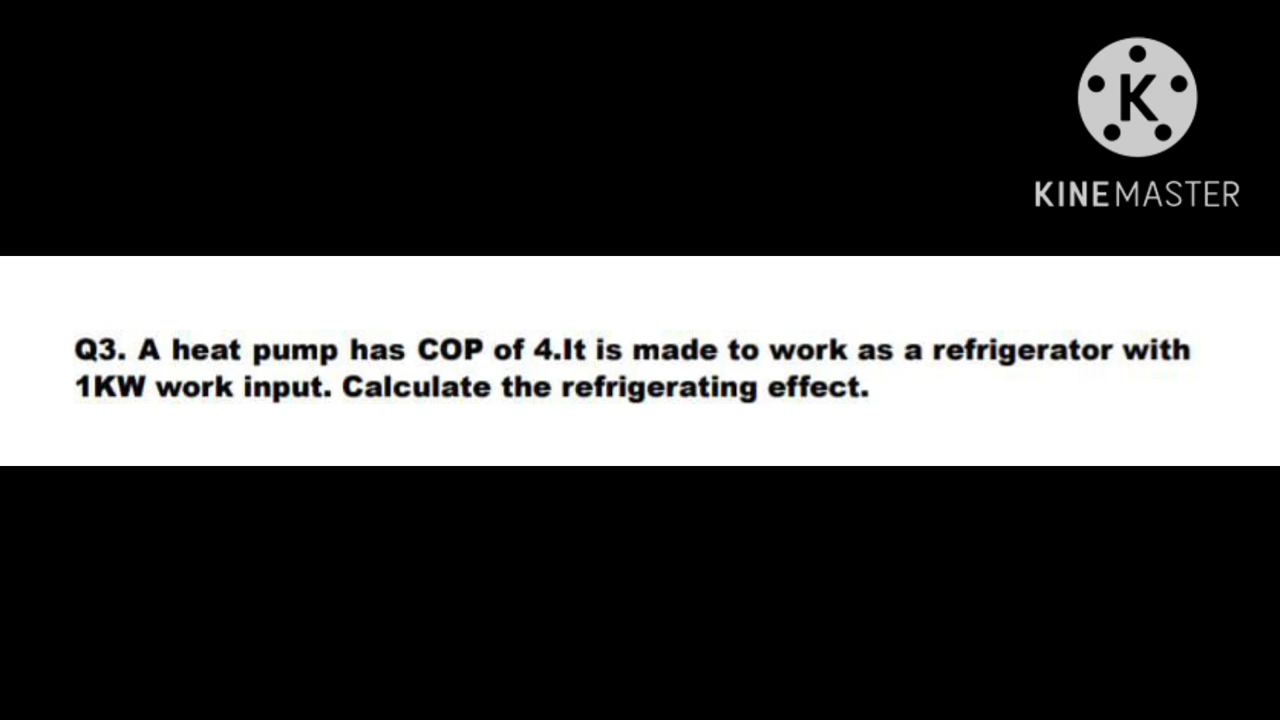 K
KINEMASTER
Q3. A heat pump has COP of 4.It is made to work as a refrigerator with
1KW work input. Calculate the refrigerating effect.